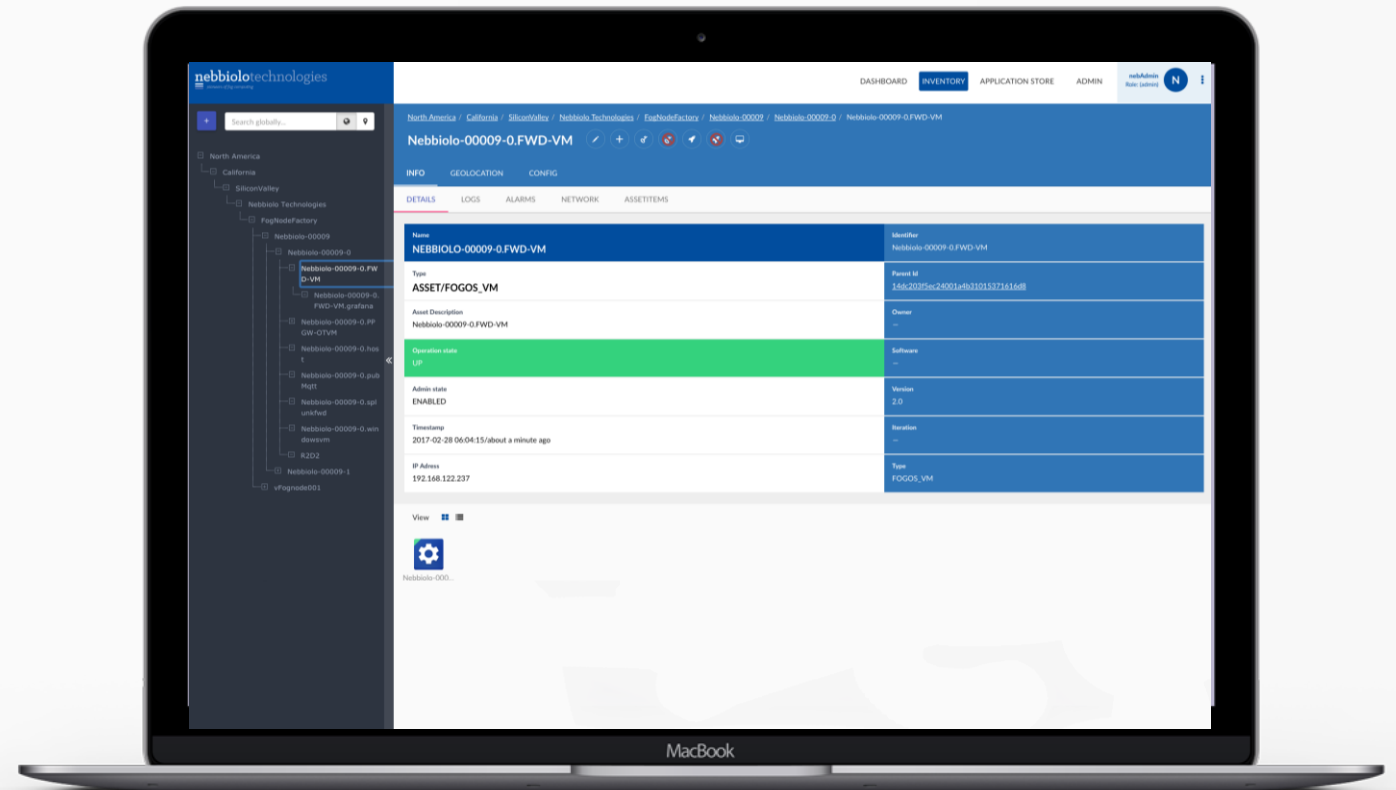 nebbiolotechnologies
DASHBOARD
INVENTORY
APPLICATION STORE
ADMIN
nebAdmin
Role: [admin]
N
+
Search globally...
North America
California
SiliconValley
Nebbiolo Technologies
FogNodeFactory
Nebbiolo-00009
Nebbiolo-00009-0
Nebbiolo-00009-0.FW
D-VM
Nebbiolo-00009-0.
FWD-VM.grafana
Nebbiolo-00009-0.PP
GW-OTVM
Nebbiolo-00009-0.hos
t
Nebbiolo-00009-0.pub
Mqtt
Nebbiolo-00009-0.spl
unkfwd
Nebbiolo-00009-0.win
dowsvm
R2D2
Nebbiolo-00009-1
vFognode001
North America / California / SiliconValley / Nebbiolo Technologies / FogNodeFactory / Nebbiolo-00009 / Nebbiolo-00009-0 / Nebbiolo-00009-0.FWD-VM
Nebbiolo-00009-0.FWD-VM
INFO
GEOLOCATION
CONFIG
DETAILS
LOGS
ALARMS
NETWORK
ASSETITEMS
Name
NEBBIOLO-00009-0.FWD-VM
Identifier
Nebbiolo-00009-0.FWD-VM
Type
ASSET/FOGOS_VM
Parent Id
14dc203f5ec24001a4b31015371616d8
Asset Description
Nebbiolo-00009-0.FWD-VM
Owner
--
Operation state
UP
Software
--
Admin state
ENABLED
Version
2.0
Timestamp
2017-02-28 06:04:15/about a minute ago
Iteration
--
IP Adress
192.168.122.237
Type
FOGOS_VM
View
Nebbiolo-000...
MacBook